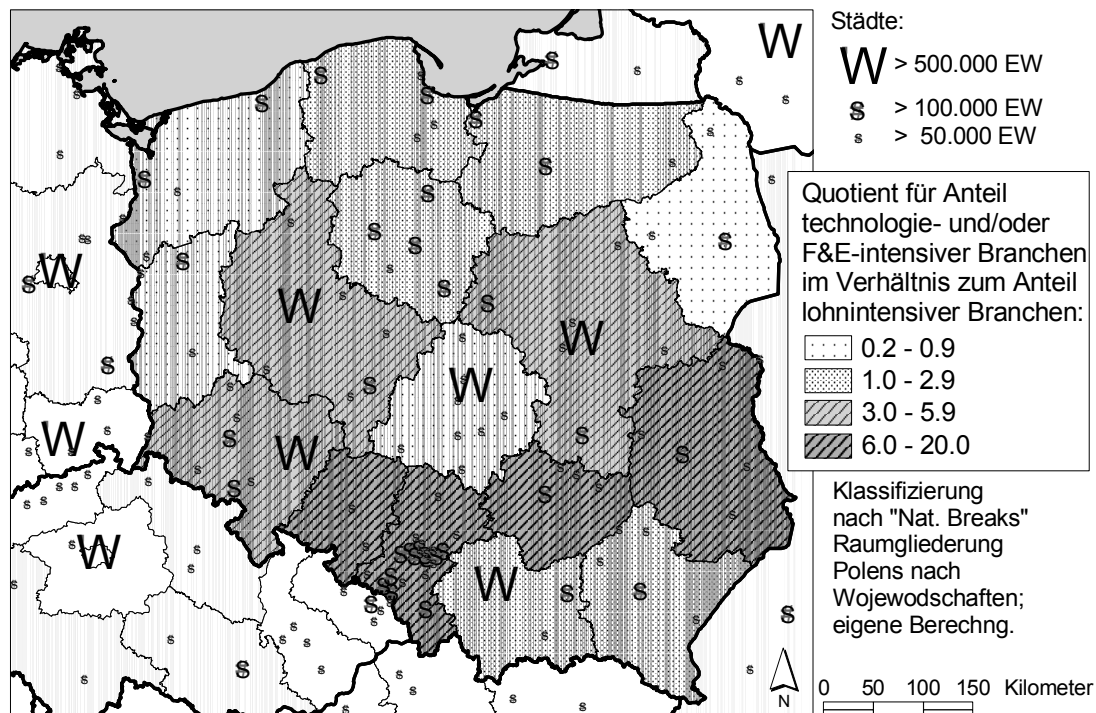 Städte:
W > 500.000 EW
s > 100.000 EW
s > 50.000 EW
Quotient für Anteil
technologie- und/oder
F&E-intensiver Branchen
im Verhältnis zum Anteil
lohnintensiver Branchen:
0.2 - 0.9
1.0 - 2.9
3.0 - 5.9
6.0 - 20.0
Klassifizierung
nach "Nat. Breaks"
Raumgliederung
Polens nach
Wojewodschaften;
eigene Berechng.
N
0 50 100 150 Kilometer